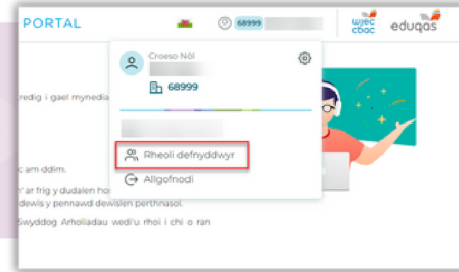 PORTAL
68999
wjec
cbac
eduqas
Croeso Nôl
68999
redig i gael mynedia
Rheoli defnyddwyr
c am ddim.
Allgofnodi
' ar frig y dudalen ho
dewis y pennawd dewislen perthnasol.
Swyddog Arholiadau wedi'u rhoi i chi o ran